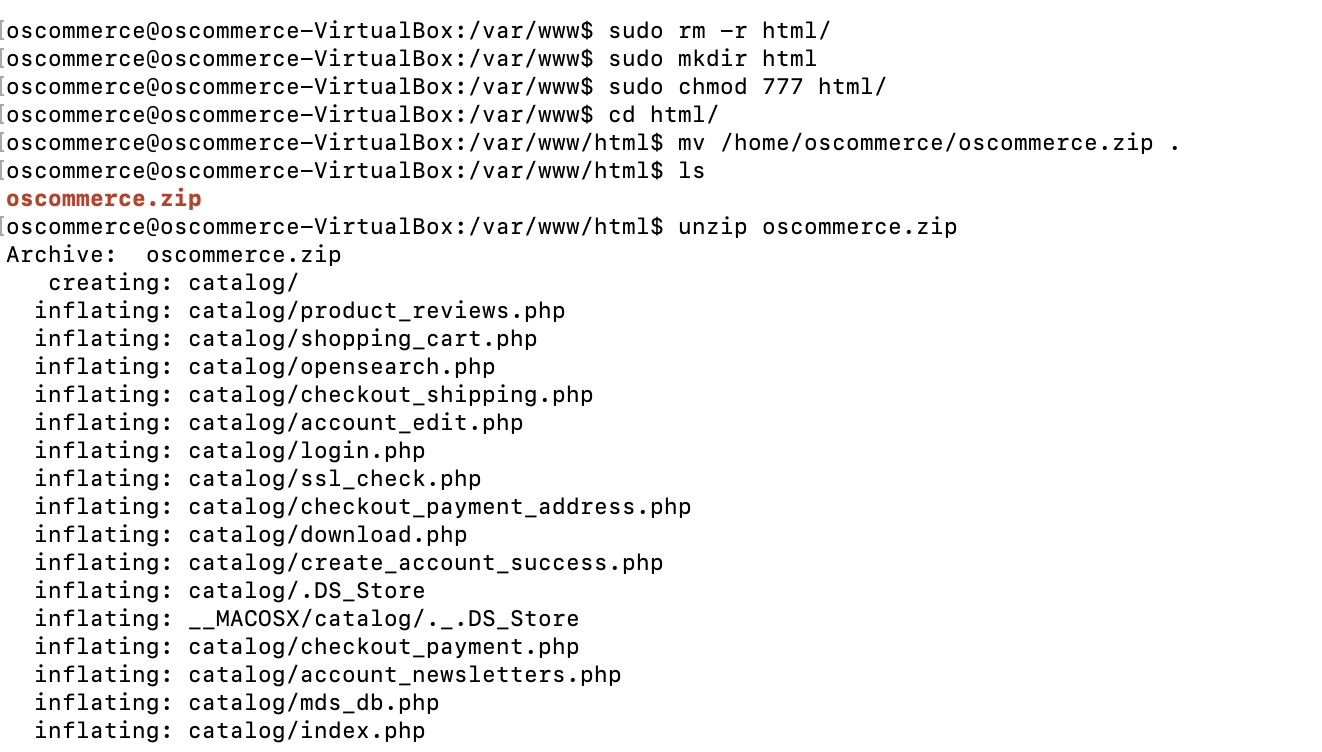 [oscommerce@oscommerce-VirtualBox:/var/www$ sudo rm -r html/
[oscommerce@oscommerce-VirtualBox:/var/www$ sudo mkdir html
[oscommerce@oscommerce-VirtualBox:/var/www$ sudo chmod 777 html/
[oscommerce@oscommerce-VirtualBox:/var/www$ cd html/
[oscommerce@oscommerce-VirtualBox:/var/www/html$ mv /home/oscommerce/oscommerce.zip .
[oscommerce@oscommerce-VirtualBox:/var/www/html$ ls
oscommerce.zip
[oscommerce@oscommerce-VirtualBox:/var/www/html$ unzip oscommerce.zip
Archive:  oscommerce.zip
   creating: catalog/
  inflating: catalog/product_reviews.php
  inflating: catalog/shopping_cart.php
  inflating: catalog/opensearch.php
  inflating: catalog/checkout_shipping.php
  inflating: catalog/account_edit.php
  inflating: catalog/login.php
  inflating: catalog/ssl_check.php
  inflating: catalog/checkout_payment_address.php
  inflating: catalog/download.php
  inflating: catalog/create_account_success.php
  inflating: catalog/.DS_Store
  inflating: __MACOSX/catalog/._.DS_Store
  inflating: catalog/checkout_payment.php
  inflating: catalog/account_newsletters.php
  inflating: catalog/mds_db.php
  inflating: catalog/index.php